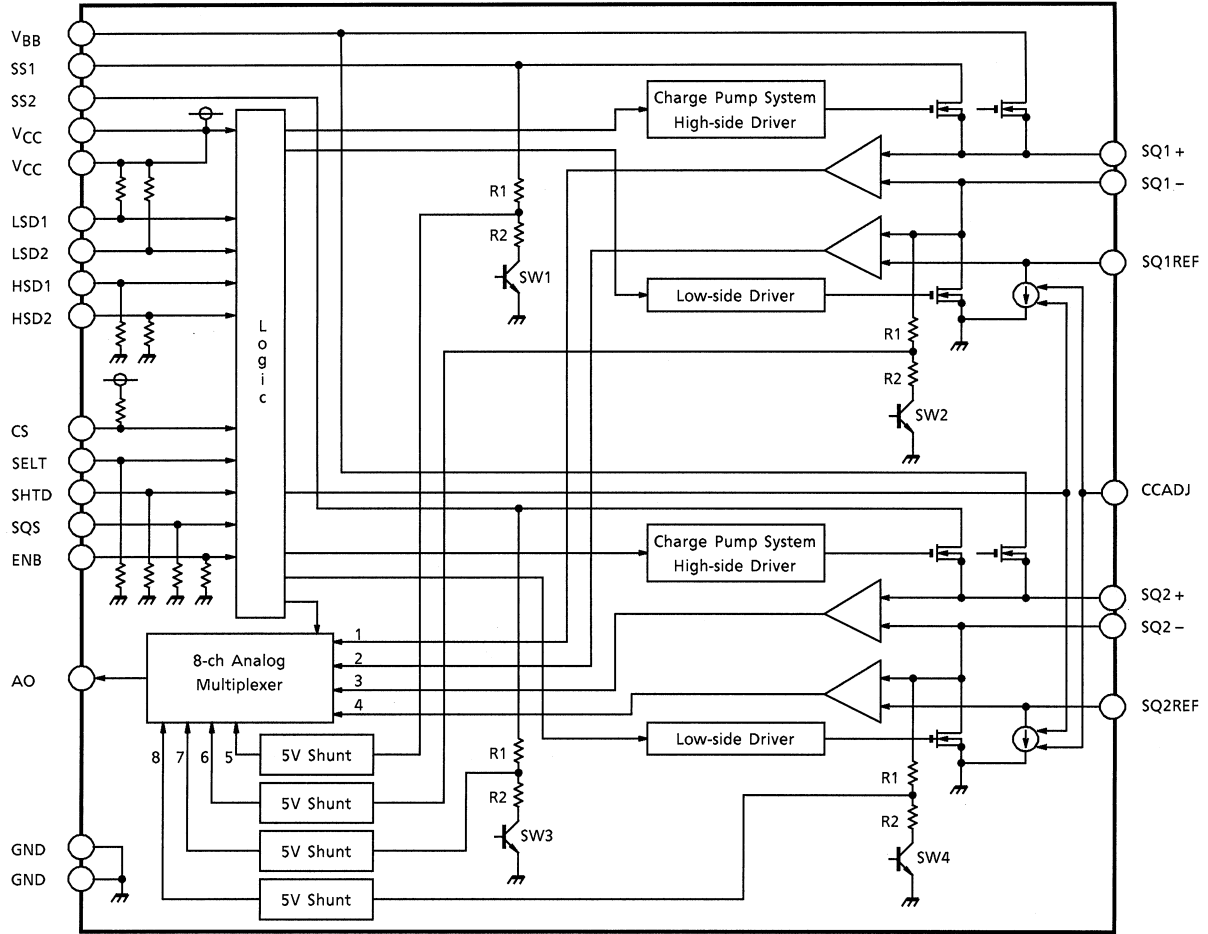 VBB
SS1
SS2
VCC
VCC
LSD1
LSD2
HSD1
HSD2
CS
SELT
SHTD
SQS
ENB
AO
GND
GND
Logic
Charge Pump System
High-side Driver
R1
R2
SW1
Low-side Driver
R1
R2
SW2
SQ1+
SQ1−
SQ1REF
CCADJ
Charge Pump System
High-side Driver
SQ2+
SQ2−
SQ2REF
8-ch Analog
Multiplexer
1
2
3
4
8 7 6 5
5V Shunt
5V Shunt
5V Shunt
5V Shunt
R1
R2
SW3
Low-side Driver
R1
R2
SW4